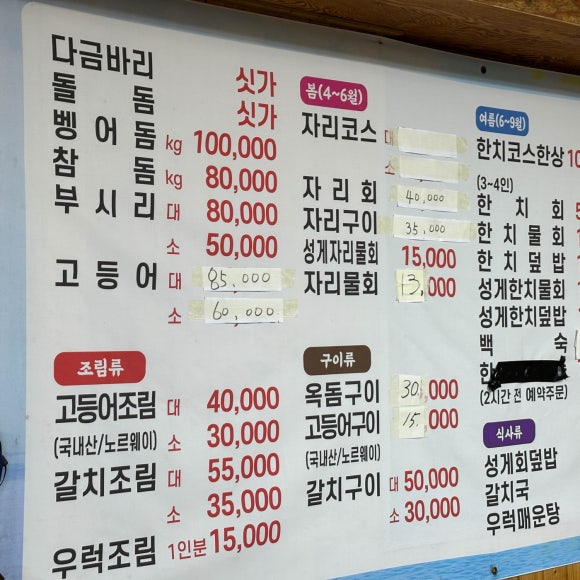 다금바리 싯가
돌돔 싯가
벵어돔 kg 100,000
참돔 kg 80,000
부시리 대 80,000
소 50,000
고등어 대 85,000
소 60,000
조림류
고등어조림 대 40,000
(국내산/노르웨이) 소 30,000
갈치조림 대 55,000
소 35,000
우럭조림 1인분 15,000
봄(4~6월)
자리코스 대
소
자리회 40,000
자리구이 35,000
성게자리물회 15,000
자리물회 13,000
구이류
옥돔구이 30,000
고등어구이 15,000
(국내산/노르웨이)
갈치구이 대 50,000
소 30,000
여름(6~9월)
한치코스한상
(3~4인)
한치회
한치물회
한치덮밥
성게한치물회
성게한치덮밥
백숙
한
(2시간 전 예약주문)
식사류
성게회덮밥
갈치국
우럭매운탕